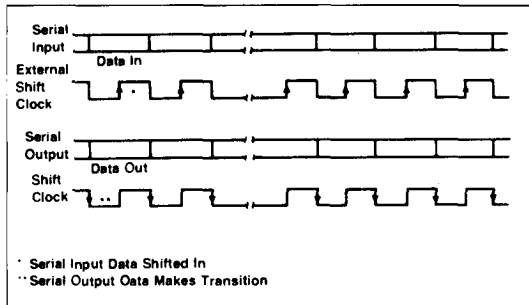 Serial
Input
Data In
External
Shift
Clock
Serial
Output
Data Out
Shift
Clock
* Serial Input Data Shifted In
** Serial Output Oata Makes Transition